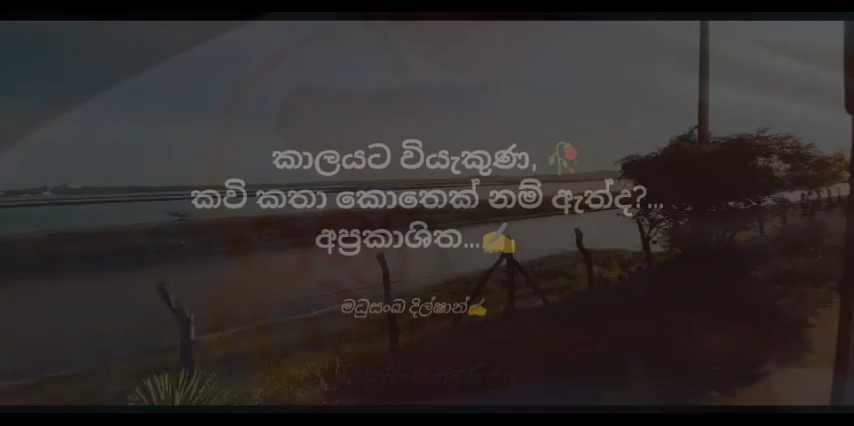 කාලයට වියැකුණ, 🥀
කවි කතා කොතෙක් නම් ඇත්ද?...
අප්‍රකාශිත...✍️
මධුසංඛ දිල්ෂාන්✍️